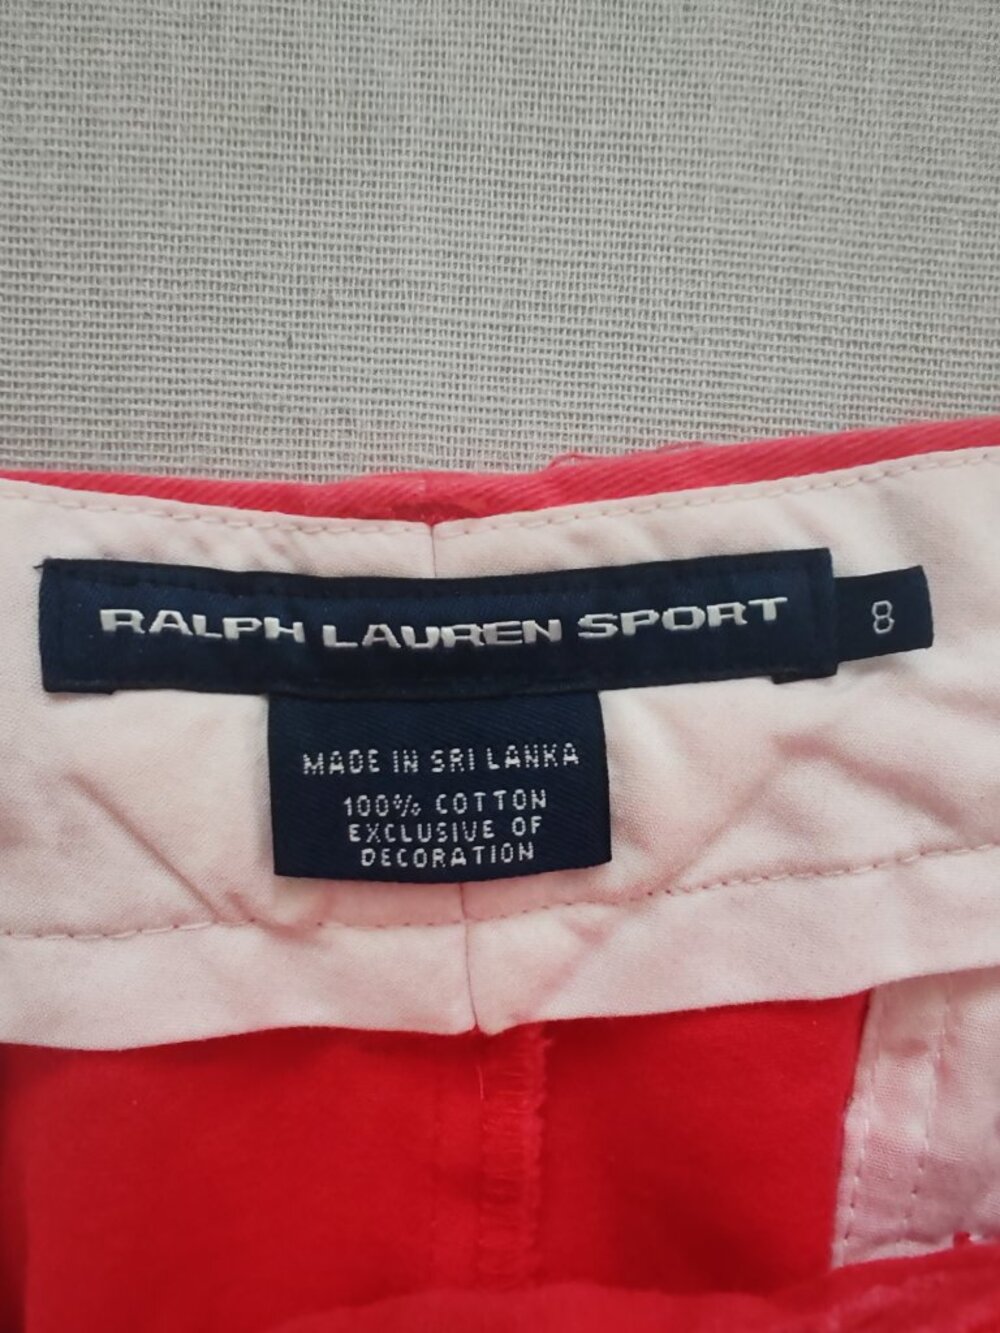 RALPH LAUREN SPORT
8
MADE IN SRI LANKA
100% COTTON
EXCLUSIVE OF
DECORATION